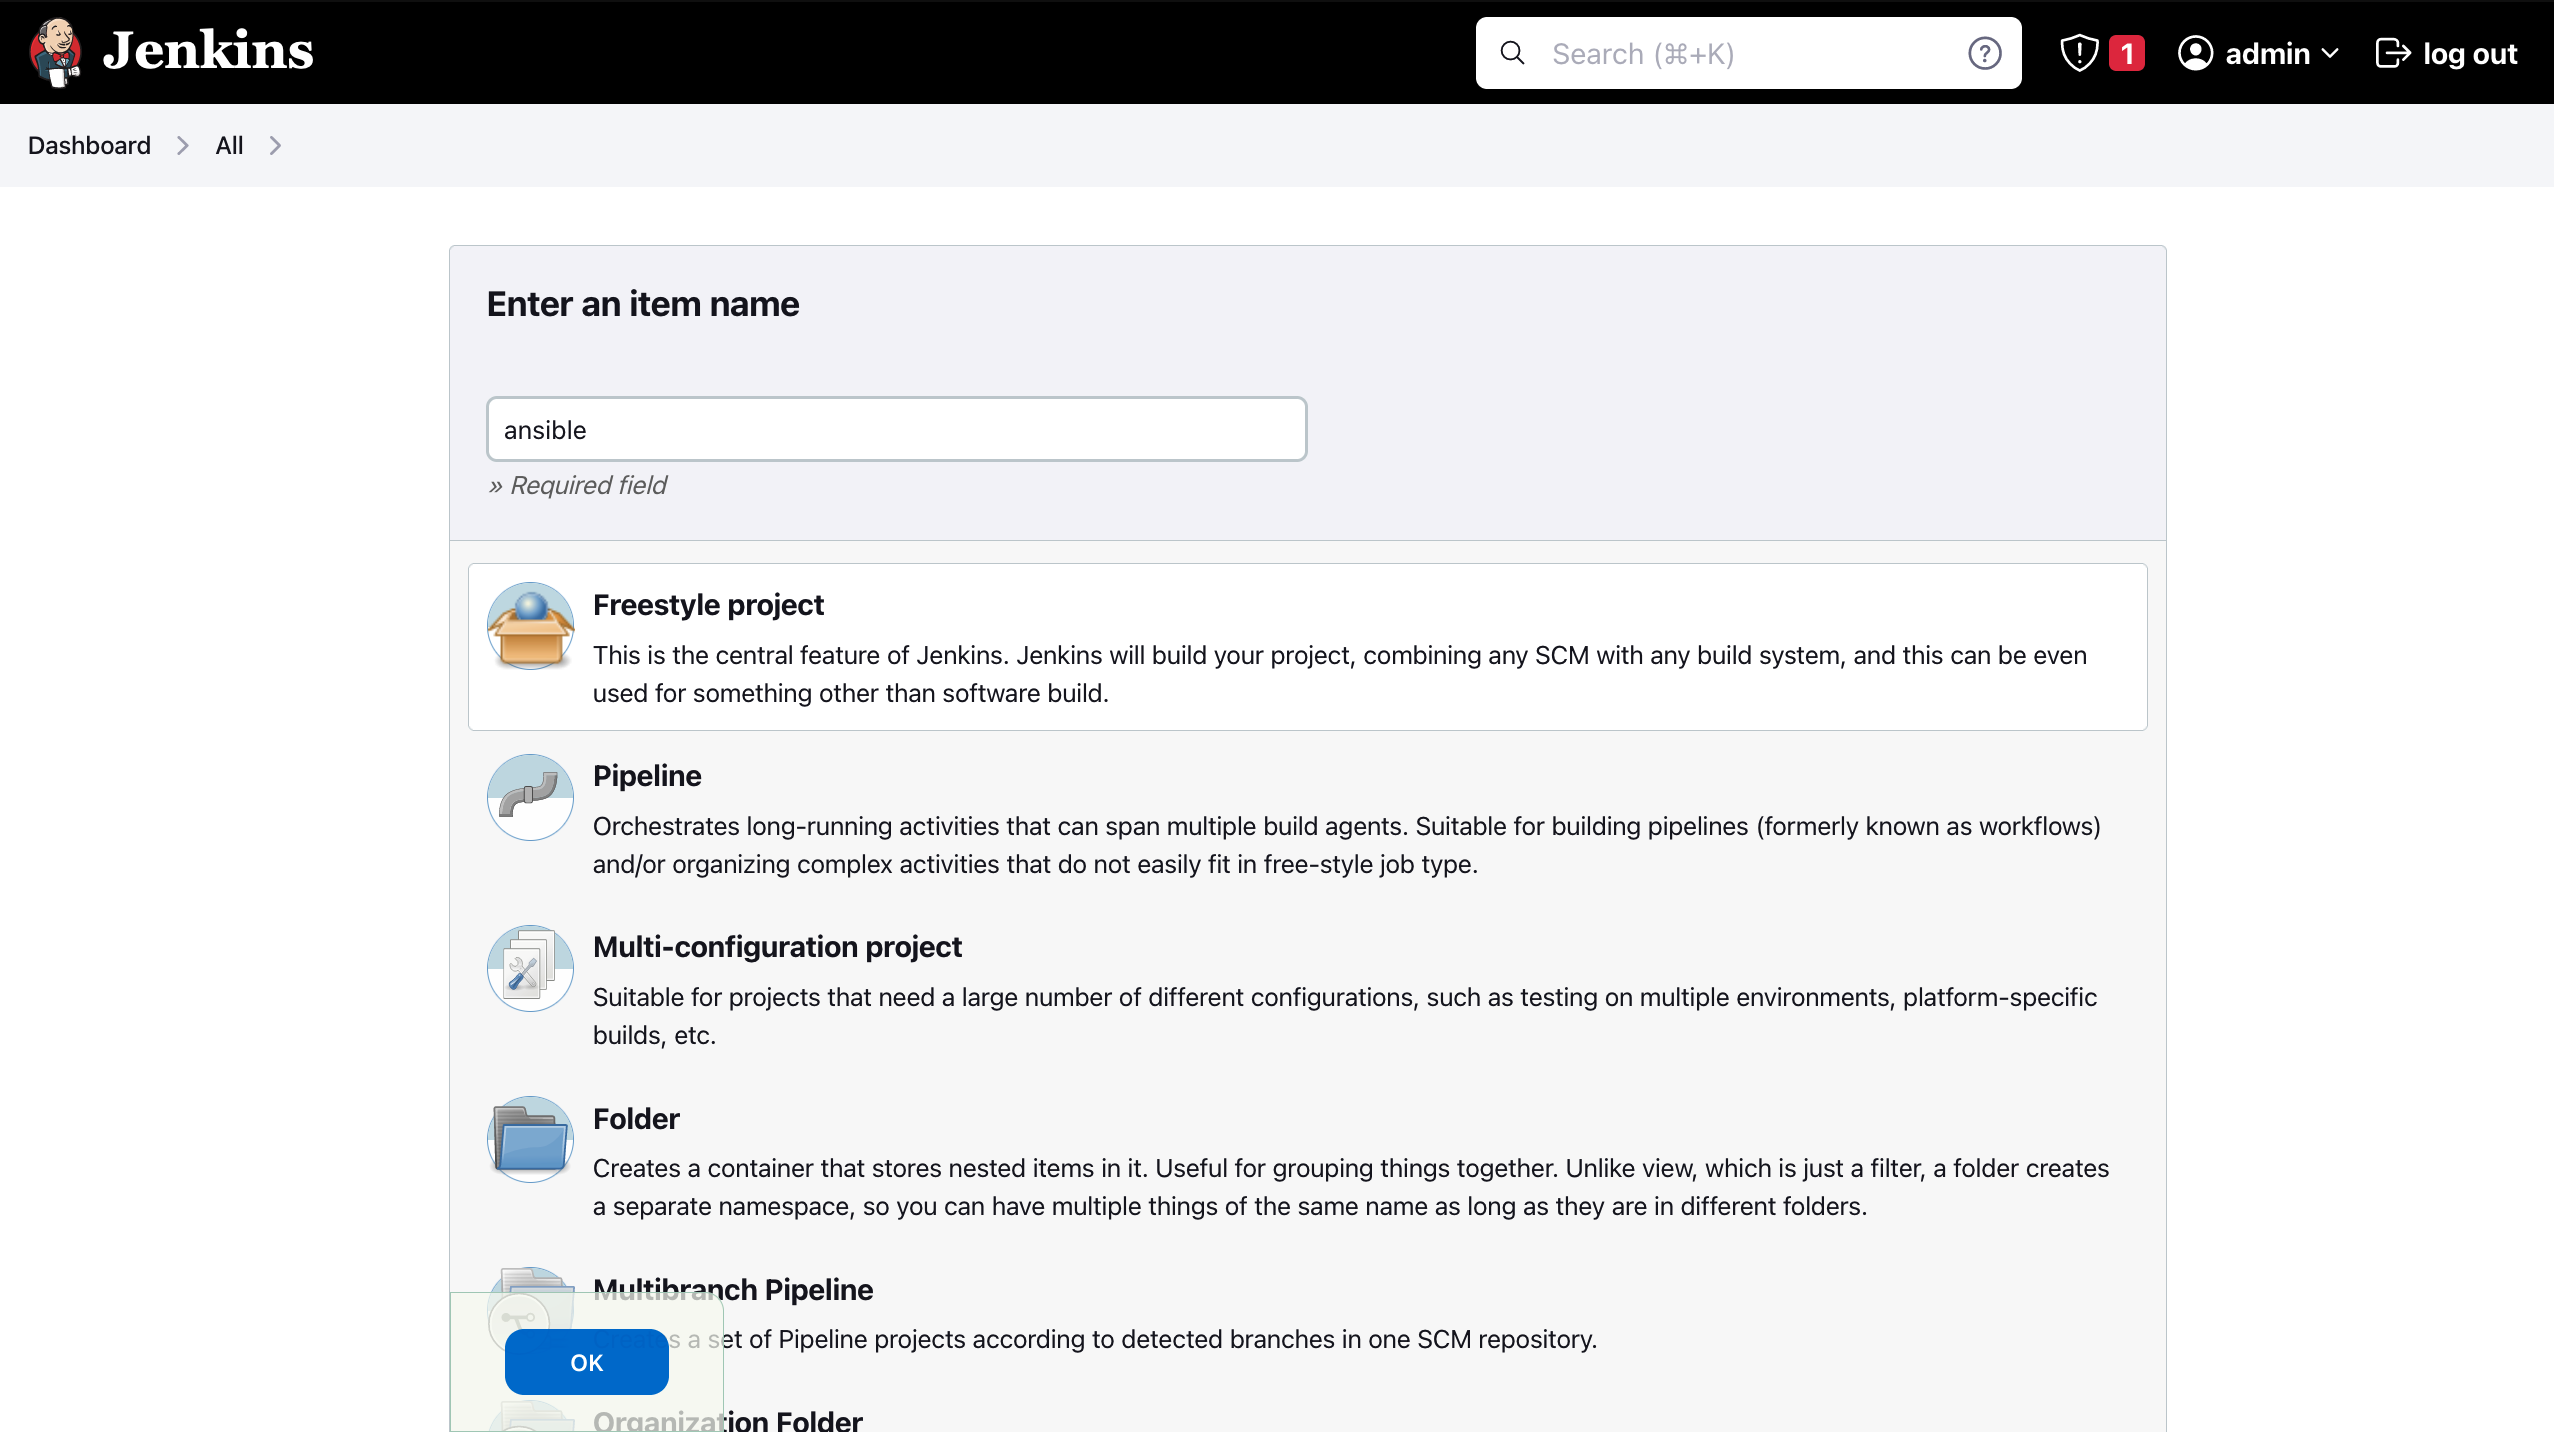 Jenkins
Search (⌘+K)
1
admin
log out
Dashboard
All
Enter an item name
ansible
» Required field
Freestyle project
This is the central feature of Jenkins. Jenkins will build your project, combining any SCM with any build system, and this can be even
used for something other than software build.
Pipeline
Orchestrates long-running activities that can span multiple build agents. Suitable for building pipelines (formerly known as workflows)
and/or organizing complex activities that do not easily fit in free-style job type.
Multi-configuration project
Suitable for projects that need a large number of different configurations, such as testing on multiple environments, platform-specific
builds, etc.
Folder
Creates a container that stores nested items in it. Useful for grouping things together. Unlike view, which is just a filter, a folder creates
a separate namespace, so you can have multiple things of the same name as long as they are in different folders.
Multibranch Pipeline
Creates a set of Pipeline projects according to detected branches in one SCM repository.
OK
Organization Folder